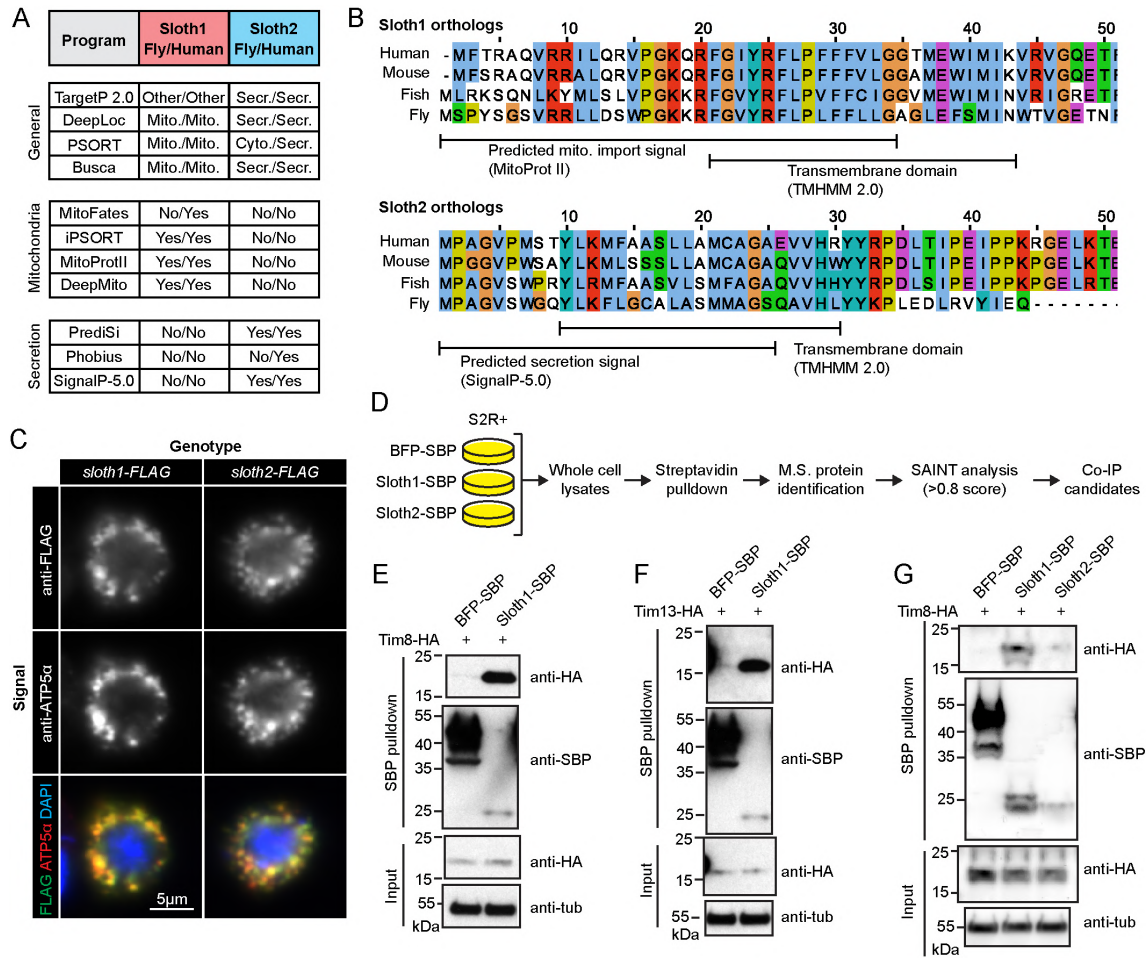 A
Program Sloth1 Fly/Human Sloth2 Fly/Human
General
TargetP 2.0 Other/Other Secr./Secr.
DeepLoc Mito./Mito. Secr./Secr.
PSORT Mito./Mito. Cyto./Secr.
Busca Mito./Mito. Secr./Secr.
Mitochondria
MitoFates No/Yes No/No
iPSORT Yes/Yes No/No
MitoProtII Yes/Yes No/No
DeepMito Yes/Yes No/No
Secretion
PrediSi No/No Yes/Yes
Phobius No/No No/Yes
SignalP-5.0 No/No Yes/Yes
B
Sloth1 orthologs 10 20 30 40 50
Human -MFTRAQVRRILQRVPGKQRFGIYRFLPFFFVLGGTMEWIMIKVRVGQET
Mouse -MFSRAQVRRALQRVPGKQRFGIYRFLPFFFVLGGAMEWIMIKVRVGQET
Fish MLRKSQNLKYMLSLVPGKKRFGVYRFLPVFFCIGGVMEWIMINVRIGRET
Fly MSPYSGSVRRLLDSWPGKKRFGVYRFLPLFFLLGAGLEFSMINWTVGETN
Predicted mito. import signal
(MitoProt II)
Transmembrane domain
(TMHMM 2.0)
Sloth2 orthologs 10 20 30 40 50
Human MPAGVPMSTYLKMFAASLLAMCAGAEVVHRYYRPDLTIPEIPPKRGELKTE
Mouse MPGGVPWSAYLKMLSSSLLAMCAGAQVVHWYYRPDLTIPEIPPKPGELKTE
Fish MPAGVSWPRYLRMFAASVLSMFAGAQVVHHYYRPDLSIPEIPPKPGELRTE
Fly MPAGVSWGQYLKFLGCALASMMAGSQAVHLYYKPLEDLRVYIEQ------
Predicted secretion signal
(SignalP-5.0)
Transmembrane domain
(TMHMM 2.0)
C
Genotype
sloth1-FLAG sloth2-FLAG
Signal
anti-FLAG
anti-ATP5α
FLAG ATP5α DAPI
5µm
D
S2R+
BFP-SBP
Sloth1-SBP
Sloth2-SBP
Whole cell lysates
Streptavidin pulldown
M.S. protein identification
SAINT analysis (>0.8 score)
Co-IP candidates
E
BFP-SBP Sloth1-SBP
Tim8-HA + +
SBP pulldown
25
15
anti-HA
55
40
35
25
anti-SBP
Input
25
15
anti-HA
55
anti-tub
kDa
F
BFP-SBP Sloth1-SBP
Tim13-HA + +
SBP pulldown
25
15
anti-HA
55
40
35
25
anti-SBP
Input
25
15
anti-HA
55
anti-tub
kDa
G
BFP-SBP Sloth1-SBP Sloth2-SBP
Tim8-HA + + +
SBP pulldown
25
15
anti-HA
55
40
35
25
anti-SBP
Input
25
15
anti-HA
55
anti-tub
kDa